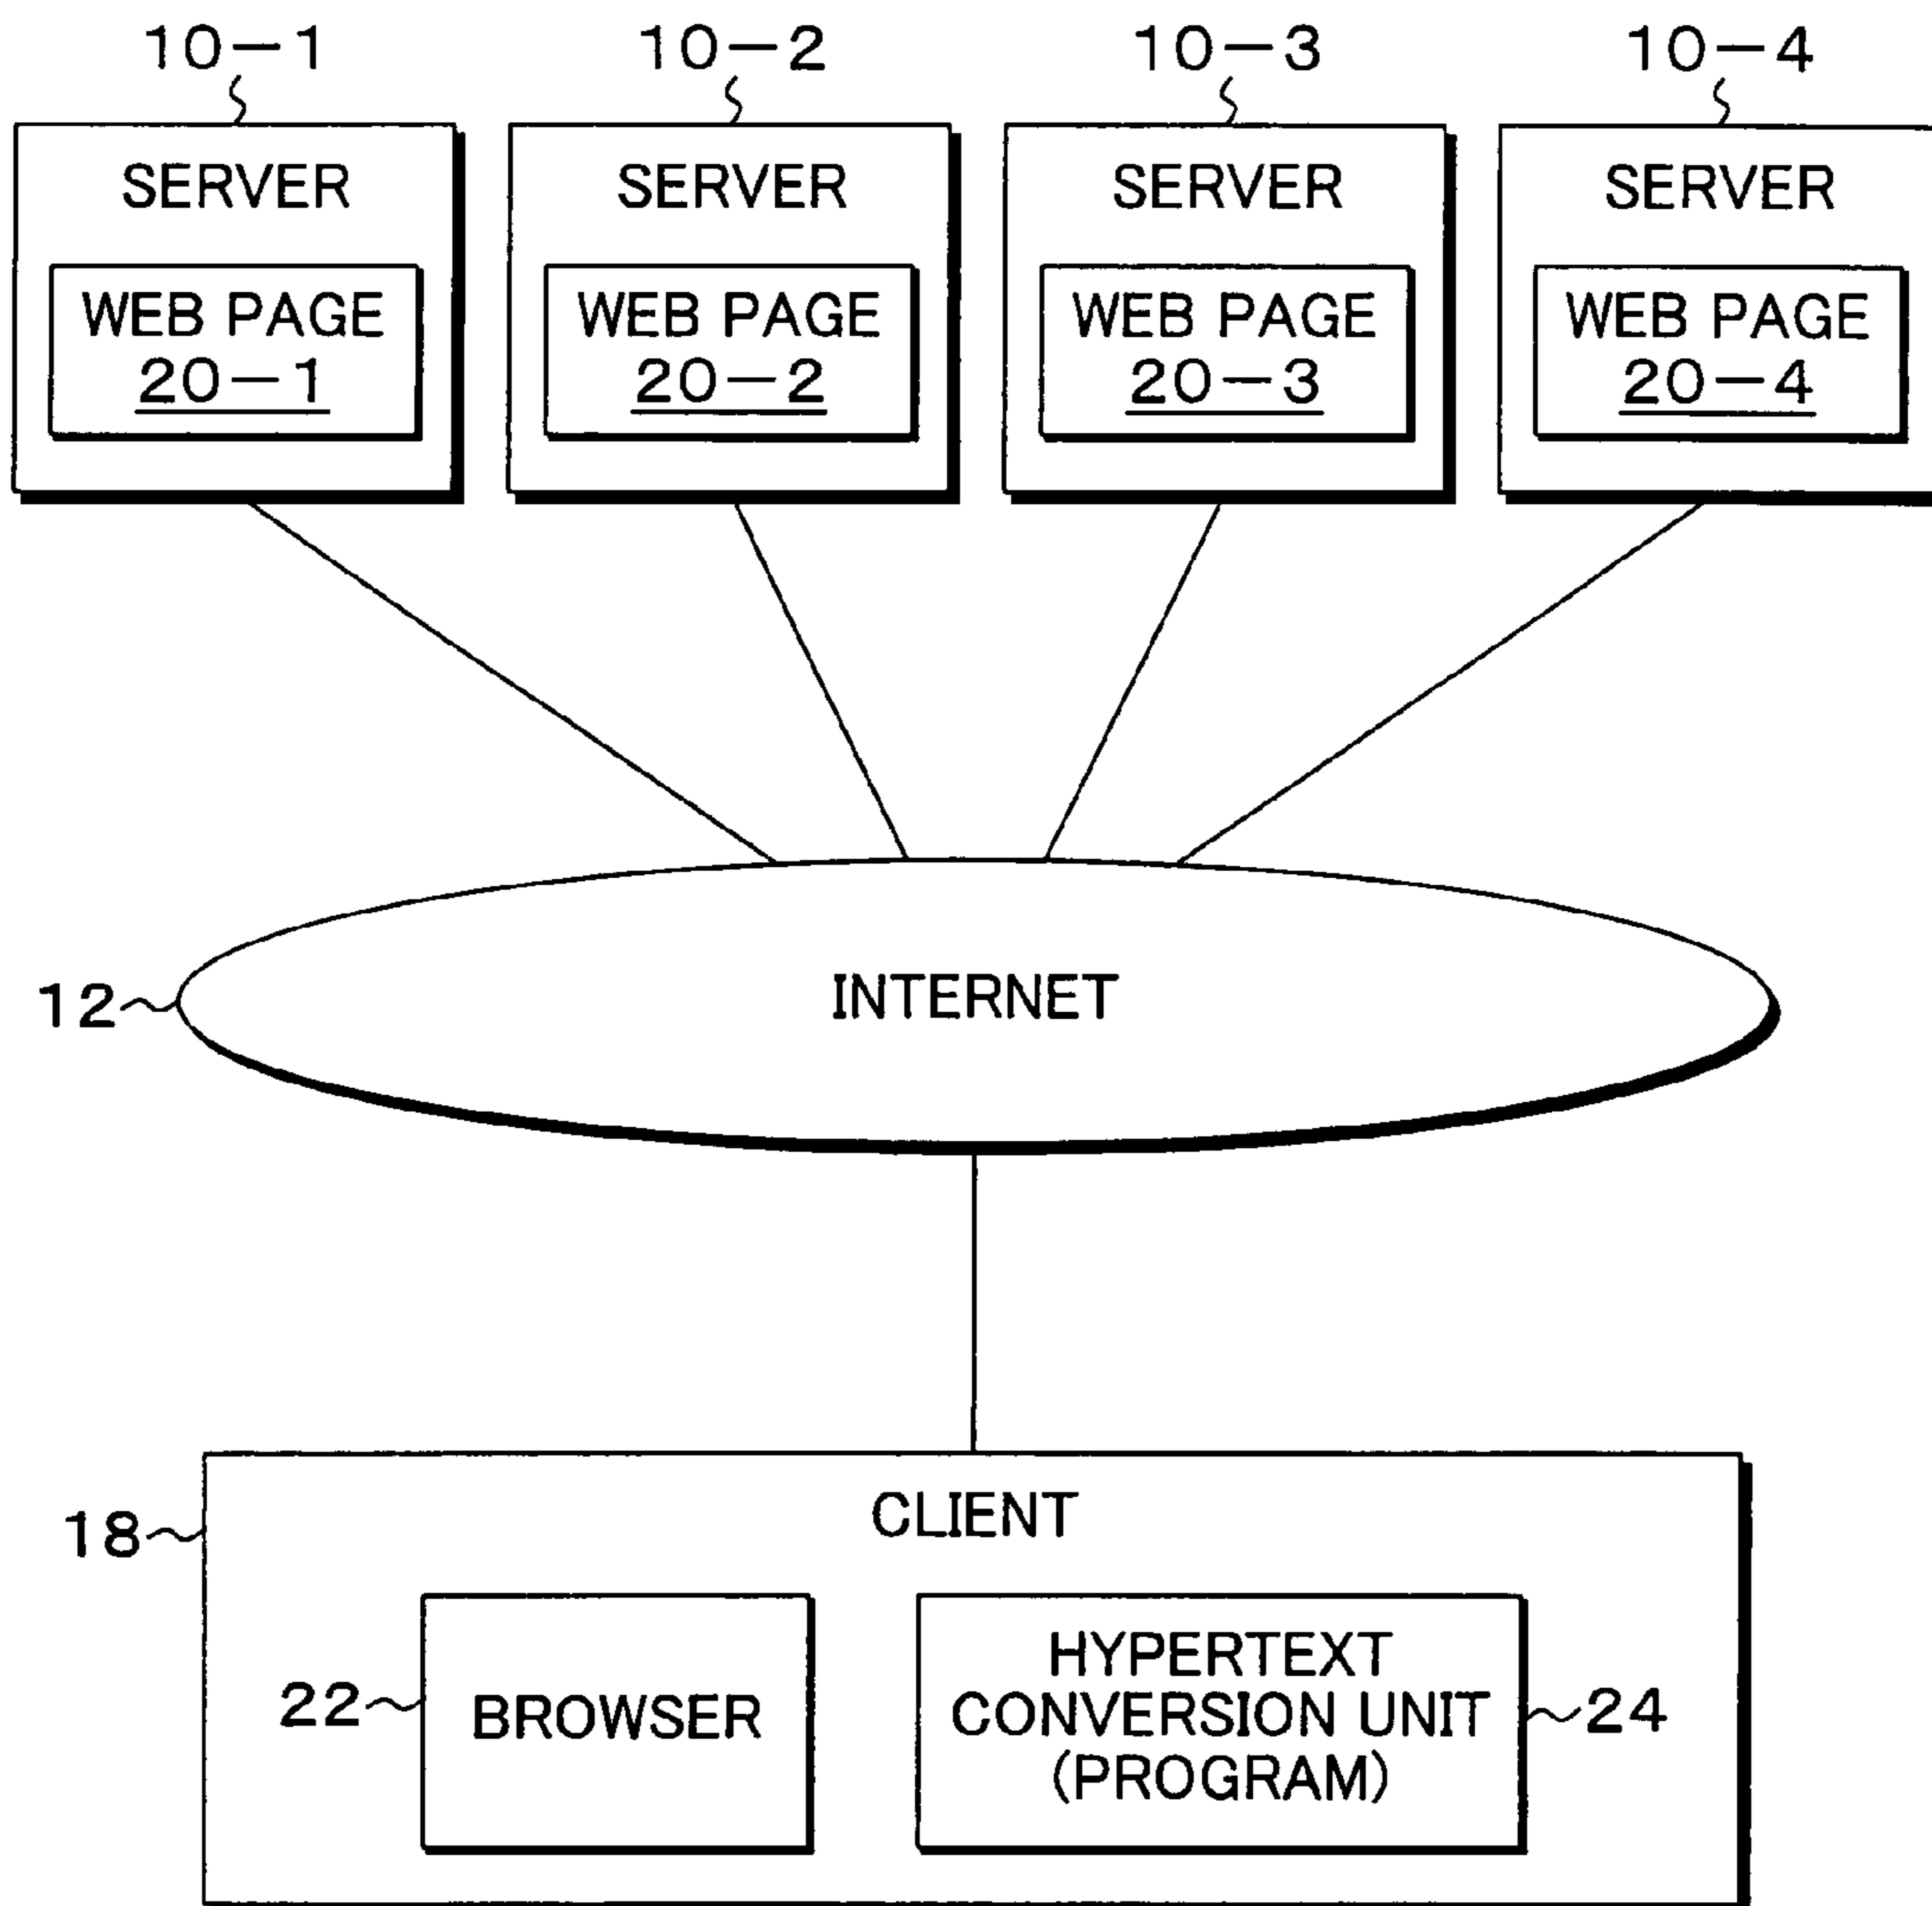 10-1 10-2 10-3 10-4
SERVER SERVER SERVER SERVER
WEB PAGE WEB PAGE WEB PAGE WEB PAGE
20-1 20-2 20-3 20-4
12 INTERNET
18 CLIENT
22 BROWSER
HYPERTEXT
CONVERSION UNIT
(PROGRAM)
24